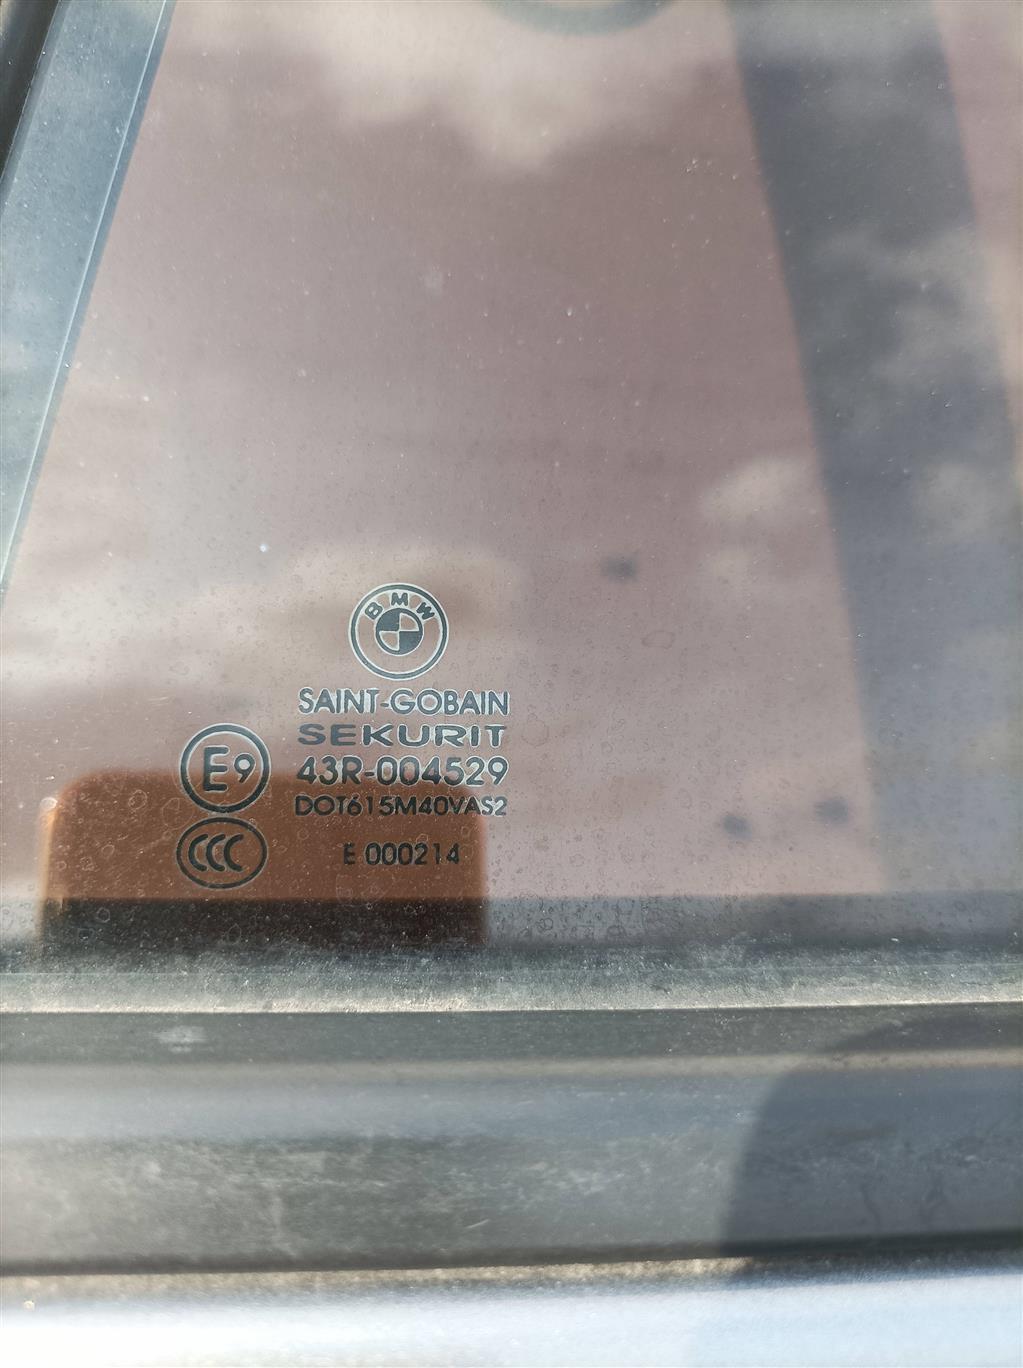 BMW
SAINT-GOBAIN
SEKURIT
E9
43R-004529
DOT615M40VAS2
CCC
E 000214